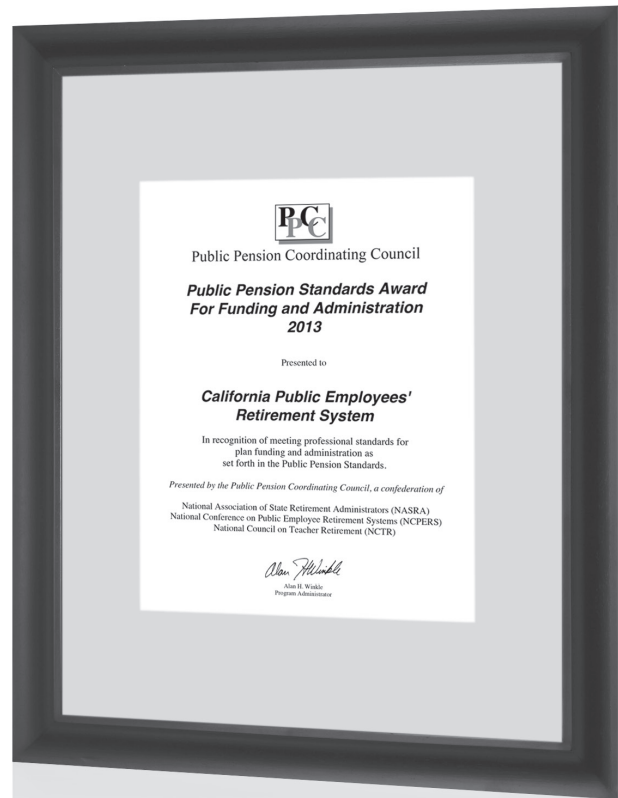 PPCC
Public Pension Coordinating Council
Public Pension Standards Award
For Funding and Administration
2013
Presented to
California Public Employees'
Retirement System
In recognition of meeting professional standards for
plan funding and administration as
set forth in the Public Pension Standards.
Presented by the Public Pension Coordinating Council, a confederation of
National Association of State Retirement Administrators (NASRA)
National Conference on Public Employee Retirement Systems (NCPERS)
National Council on Teacher Retirement (NCTR)
Alan H Winkle
Alan H. Winkle
Program Administrator